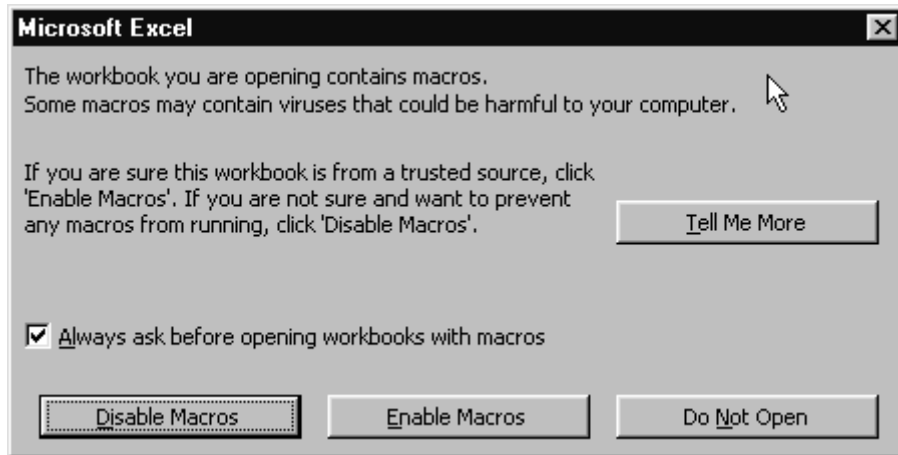 Microsoft Excel
The workbook you are opening contains macros.
Some macros may contain viruses that could be harmful to your computer.
If you are sure this workbook is from a trusted source, click
'Enable Macros'. If you are not sure and want to prevent
any macros from running, click 'Disable Macros'.
Tell Me More
Always ask before opening workbooks with macros
Disable Macros
Enable Macros
Do Not Open